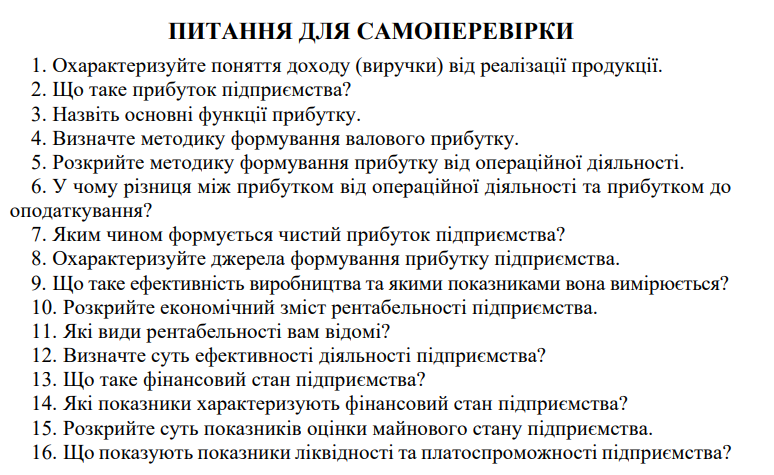 ПИТАННЯ ДЛЯ САМОПЕРЕВІРКИ
1. Охарактеризуйте поняття доходу (виручки) від реалізації продукції.
2. Що таке прибуток підприємства?
3. Назвіть основні функції прибутку.
4. Визначте методику формування валового прибутку.
5. Розкрийте методику формування прибутку від операційної діяльності.
6. У чому різниця між прибутком від операційної діяльності та прибутком до
оподаткування?
7. Яким чином формується чистий прибуток підприємства?
8. Охарактеризуйте джерела формування прибутку підприємства.
9. Що таке ефективність виробництва та якими показниками вона вимірюється?
10. Розкрийте економічний зміст рентабельності підприємства.
11. Які види рентабельності вам відомі?
12. Визначте суть ефективності діяльності підприємства?
13. Що таке фінансовий стан підприємства?
14. Які показники характеризують фінансовий стан підприємства?
15. Розкрийте суть показників оцінки майнового стану підприємства.
16. Що показують показники ліквідності та платоспроможності підприємства?